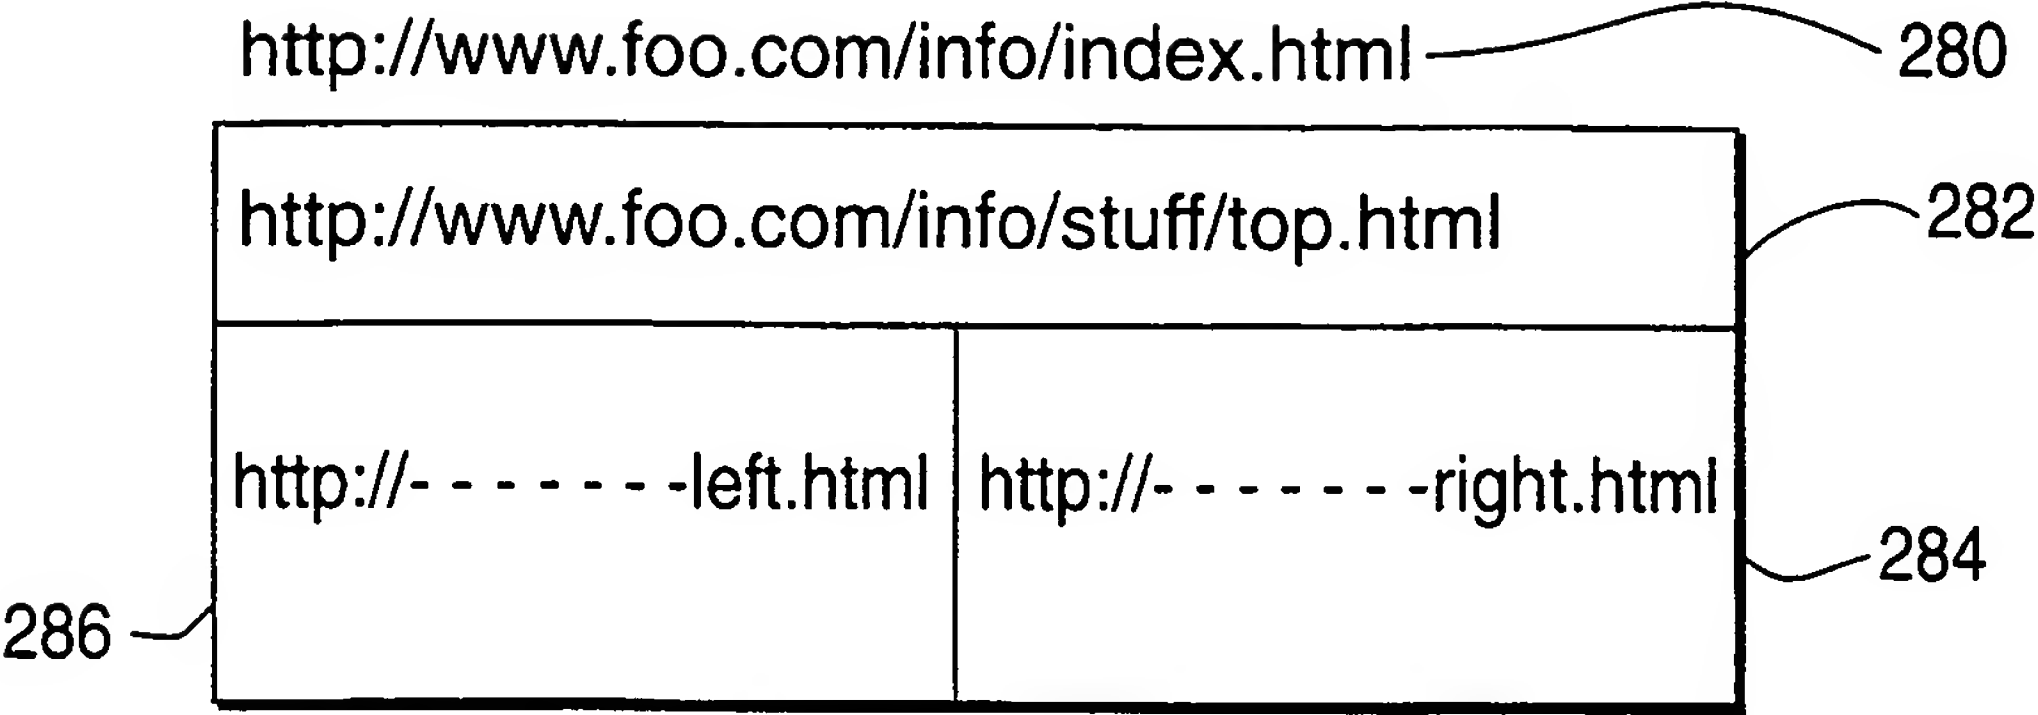 http://www.foo.com/info/index.html 280
http://www.foo.com/info/stuff/top.html 282
http://- - - - - - -left.html http://- - - - - - -right.html
284
286